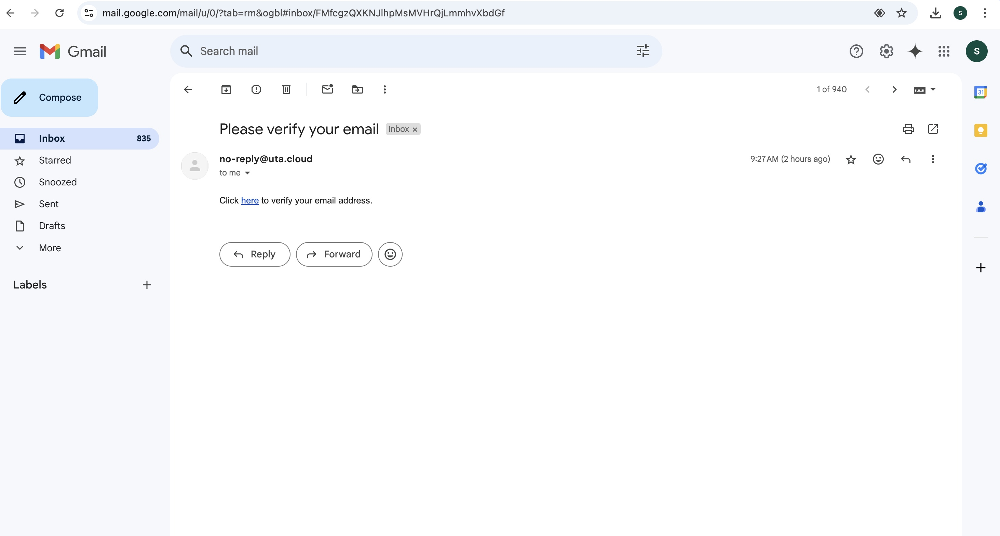 mail.google.com/mail/u/0/?tab=rm&ogbl#inbox/FMfcgzQXKNJlhpMsMVHrQjLmmhvXbdGf
S
Gmail
Search mail
S
Compose
1 of 940
31
Please verify your email Inbox ×
Inbox 835
no-reply@uta.cloud 9:27 AM (2 hours ago)
to me
Starred
Snoozed
Click here to verify your email address.
Sent
Drafts
More
Reply Forward
Labels